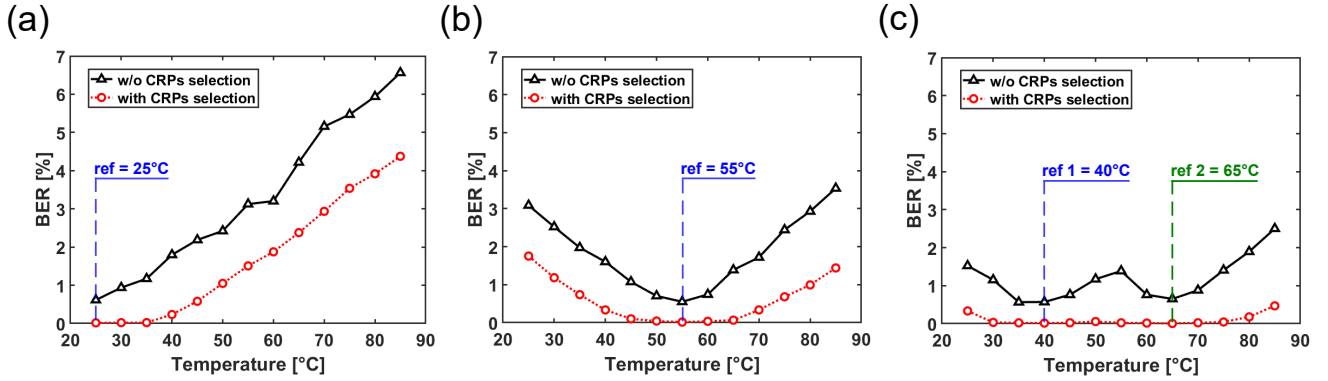 (a)
7
6
5
4
3
2
1
0
BER [%]
w/o CRPs selection
with CRPs selection
ref = 25°C
20 30 40 50 60 70 80 90
Temperature [°C]
(b)
7
6
5
4
3
2
1
0
BER [%]
w/o CRPs selection
with CRPs selection
ref = 55°C
20 30 40 50 60 70 80 90
Temperature [°C]
(c)
7
6
5
4
3
2
1
0
BER [%]
w/o CRPs selection
with CRPs selection
ref 1 = 40°C
ref 2 = 65°C
20 30 40 50 60 70 80 90
Temperature [°C]